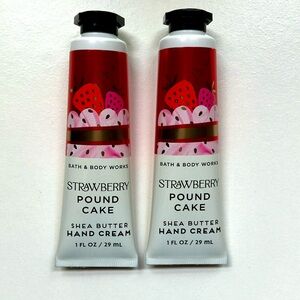 BATH & BODY WORKS
STRAWBERRY
POUND
CAKE
SHEA BUTTER
HAND CREAM
1 FL OZ / 29 mL
BATH & BODY WORKS
STRAWBERRY
POUND
CAKE
SHEA BUTTER
HAND CREAM
1 FL OZ / 29 mL